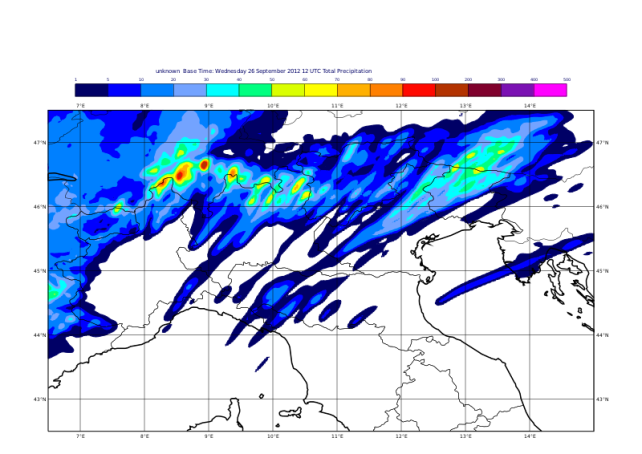 unknown Base Time: Wednesday 26 September 2012 12 UTC Total Precipitation
1 5 10 20 30 40 50 60 70 80 90 100 200 300 400 500
7°E 8°E 9°E 10°E 11°E 12°E 13°E 14°E
47°N 47°N
46°N 46°N
45°N 45°N
44°N 44°N
43°N 43°N
7°E 8°E 9°E 10°E 11°E 12°E 13°E 14°E